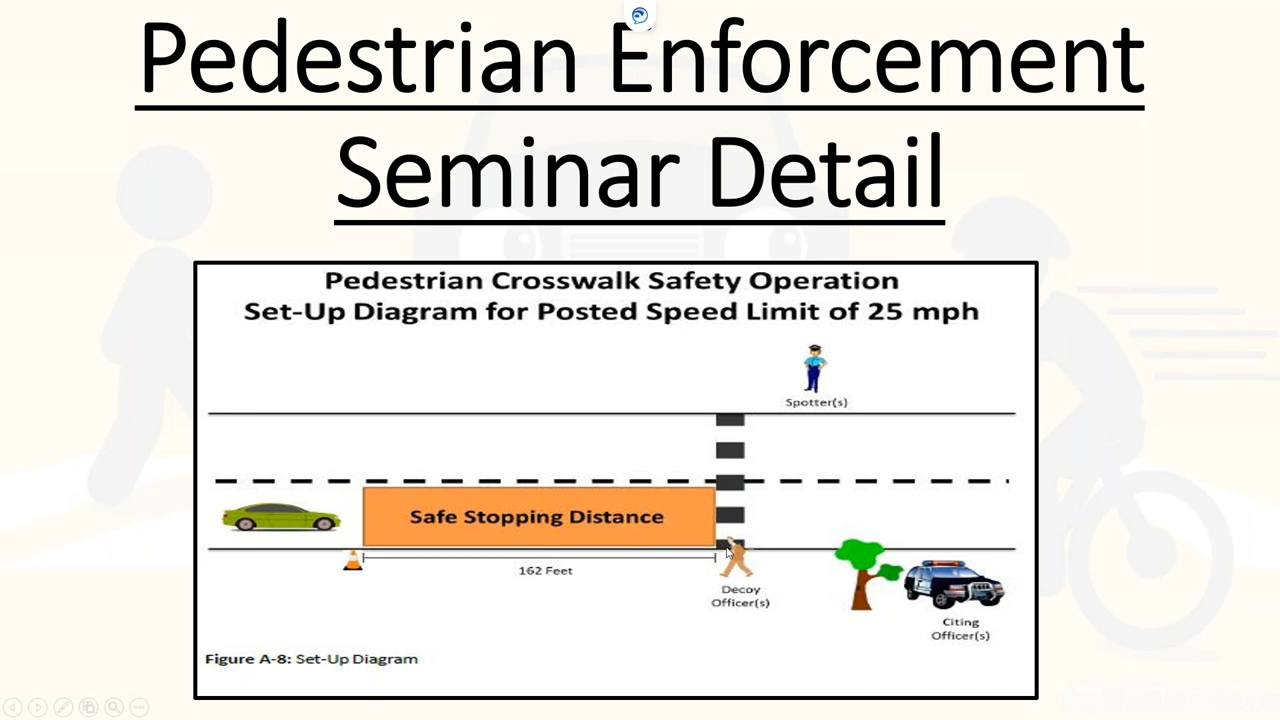 Pedestrian Enforcement
Seminar Detail
Pedestrian Crosswalk Safety Operation
Set-Up Diagram for Posted Speed Limit of 25 mph
Spotter(s)
Safe Stopping Distance
162 Feet
Decoy
Officer(s)
Citing
Officer(s)
Figure A-8: Set-Up Diagram